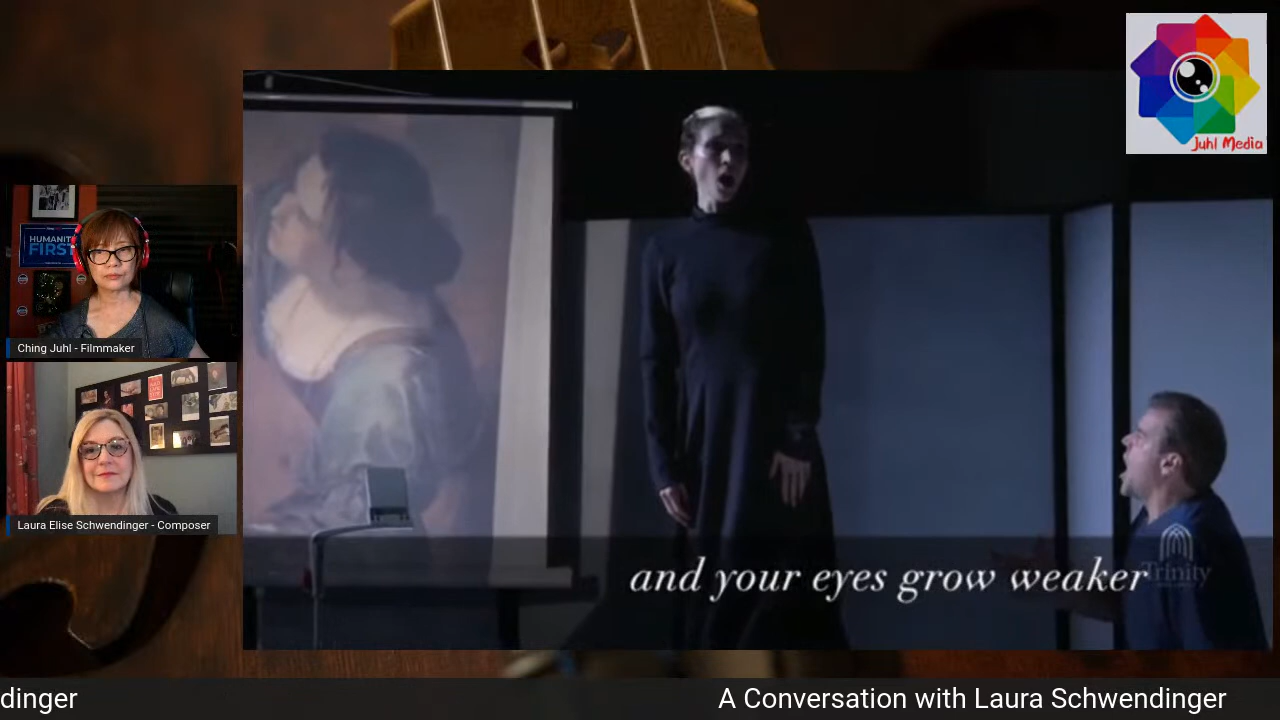 Juhl Media
HUMANITY
FIRST
Ching Juhl - Filmmaker
Laura Elise Schwendinger - Composer
and your eyes grow weaker
Trinity
dinger
A Conversation with Laura Schwendinger